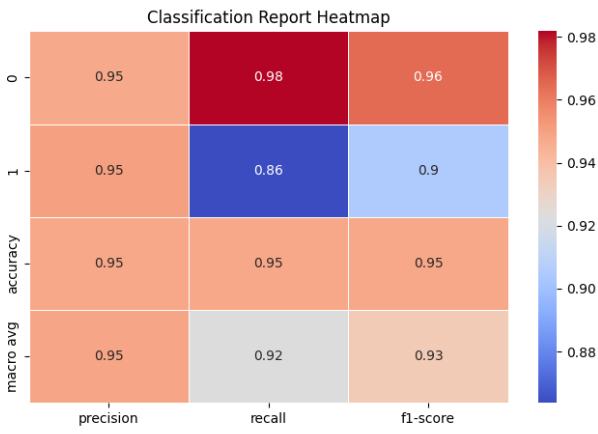 Classification Report Heatmap
0 0.95 0.98 0.96
1 0.95 0.86 0.9
accuracy 0.95 0.95 0.95
macro avg 0.95 0.92 0.93
precision recall f1-score
0.98
0.96
0.94
0.92
0.90
0.88